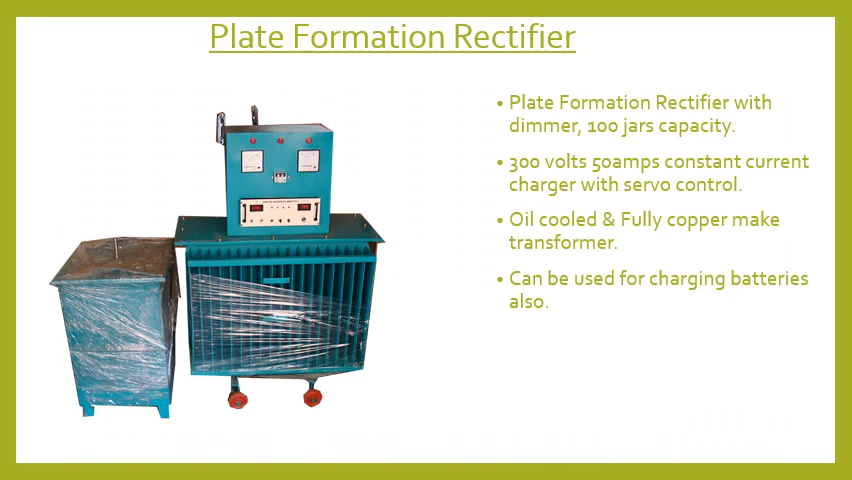 Plate Formation Rectifier
• Plate Formation Rectifier with
dimmer, 100 jars capacity.
• 300 volts 50amps constant current
charger with servo control.
• Oil cooled & Fully copper make
transformer.
• Can be used for charging batteries
also.